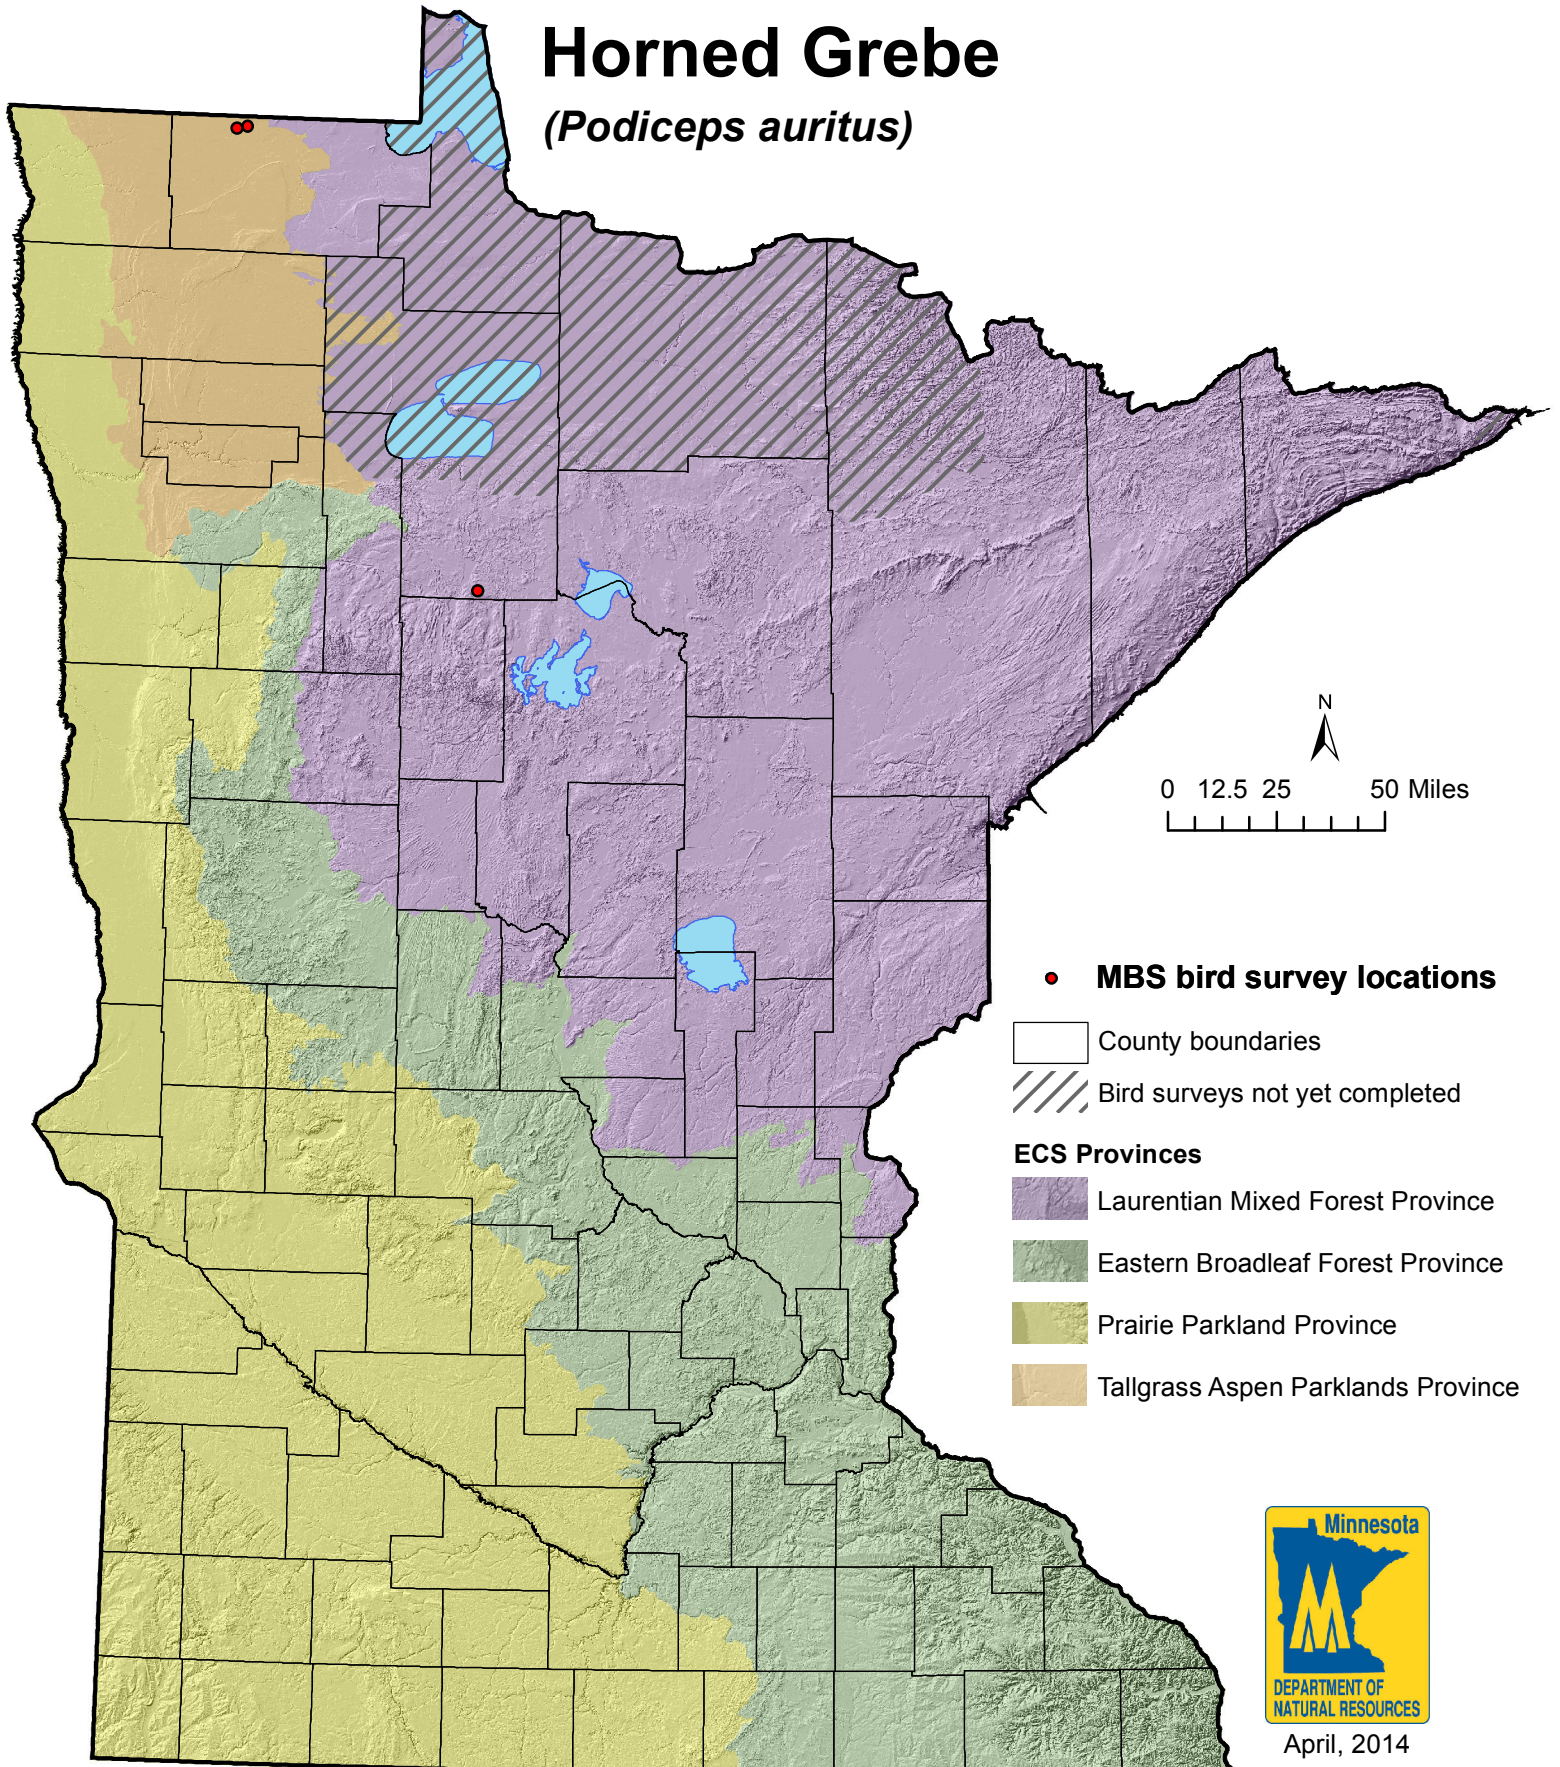 Horned Grebe
(Podiceps auritus)
N
0 12.5 25 50 Miles
MBS bird survey locations
County boundaries
Bird surveys not yet completed
ECS Provinces
Laurentian Mixed Forest Province
Eastern Broadleaf Forest Province
Prairie Parkland Province
Tallgrass Aspen Parklands Province
Minnesota
DEPARTMENT OF
NATURAL RESOURCES
April, 2014